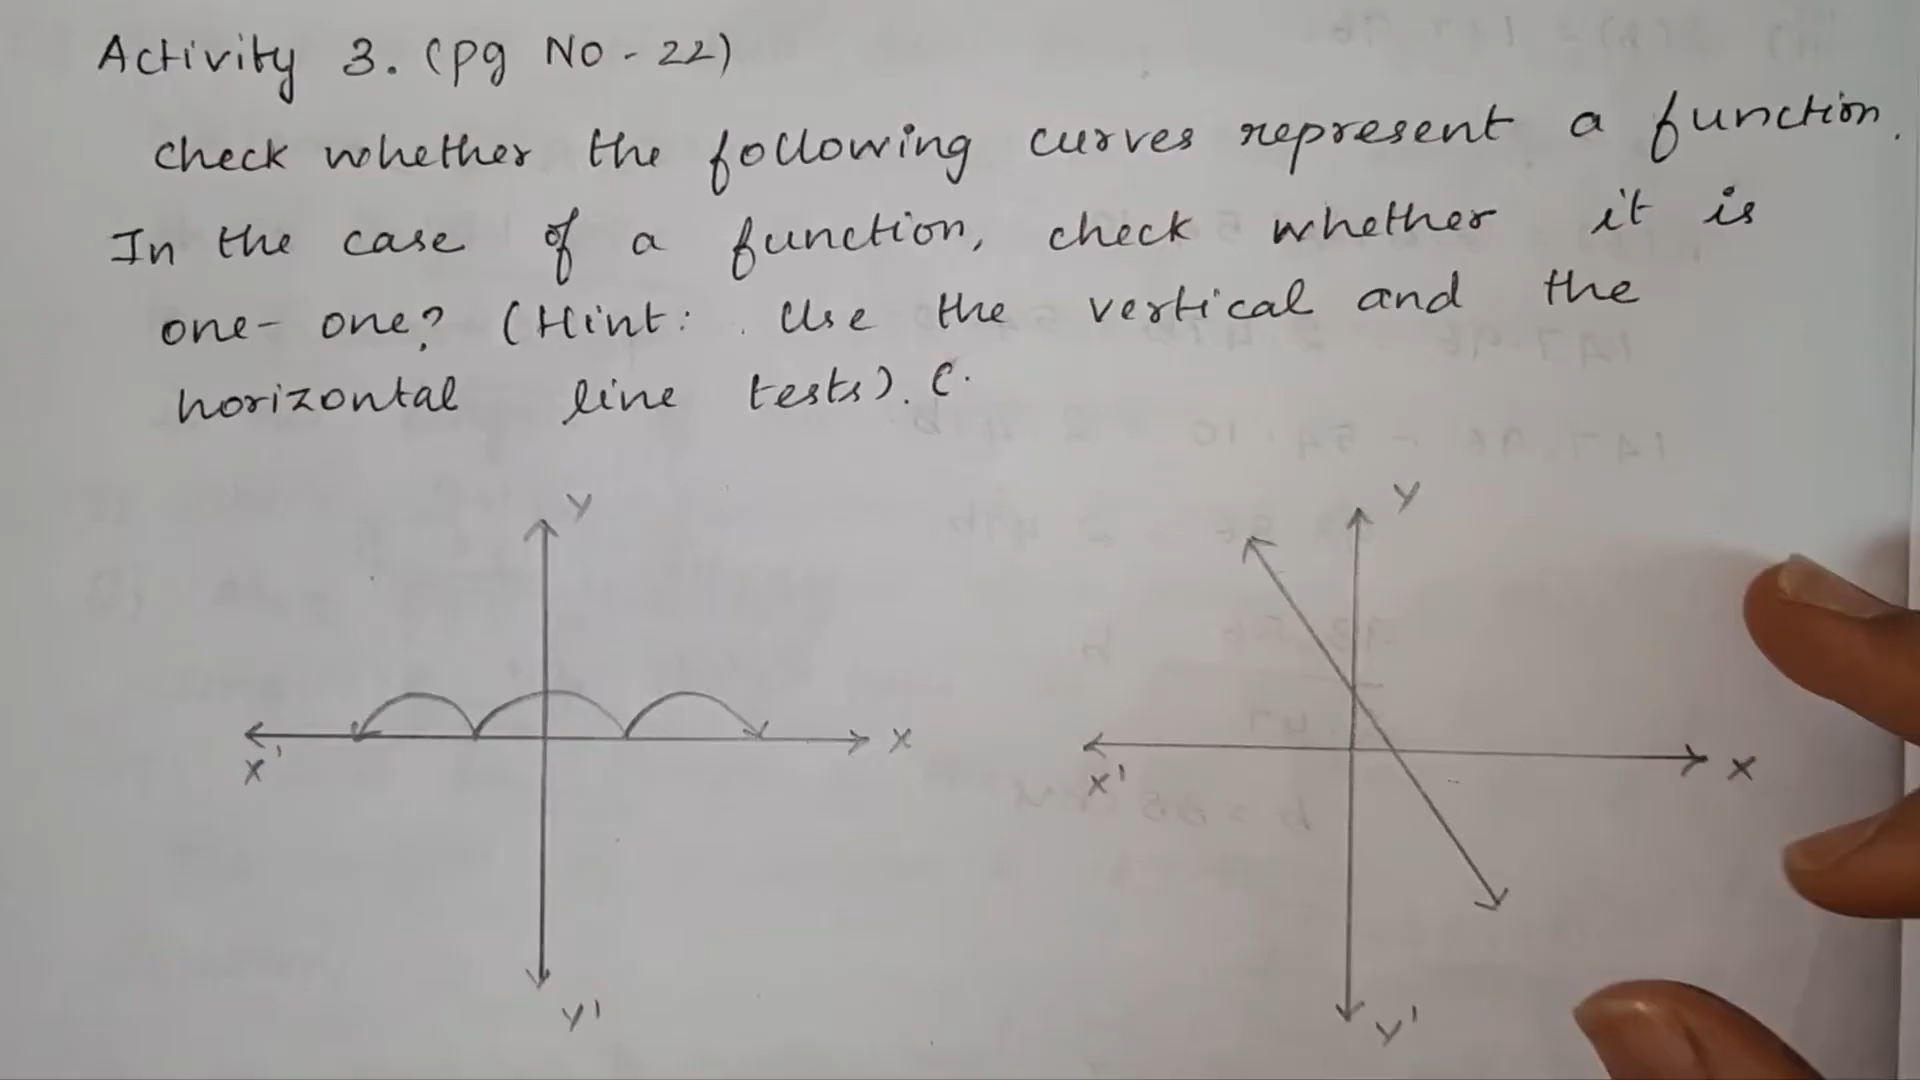 Activity 3. (pg No - 22)
check whether the following curves represent a function.
In the case of a function, check whether it is
one- one? (Hint: Use the vertical and the
horizontal line tests). (.
Y
Y
X'
X
X'
X
Y'
Y'